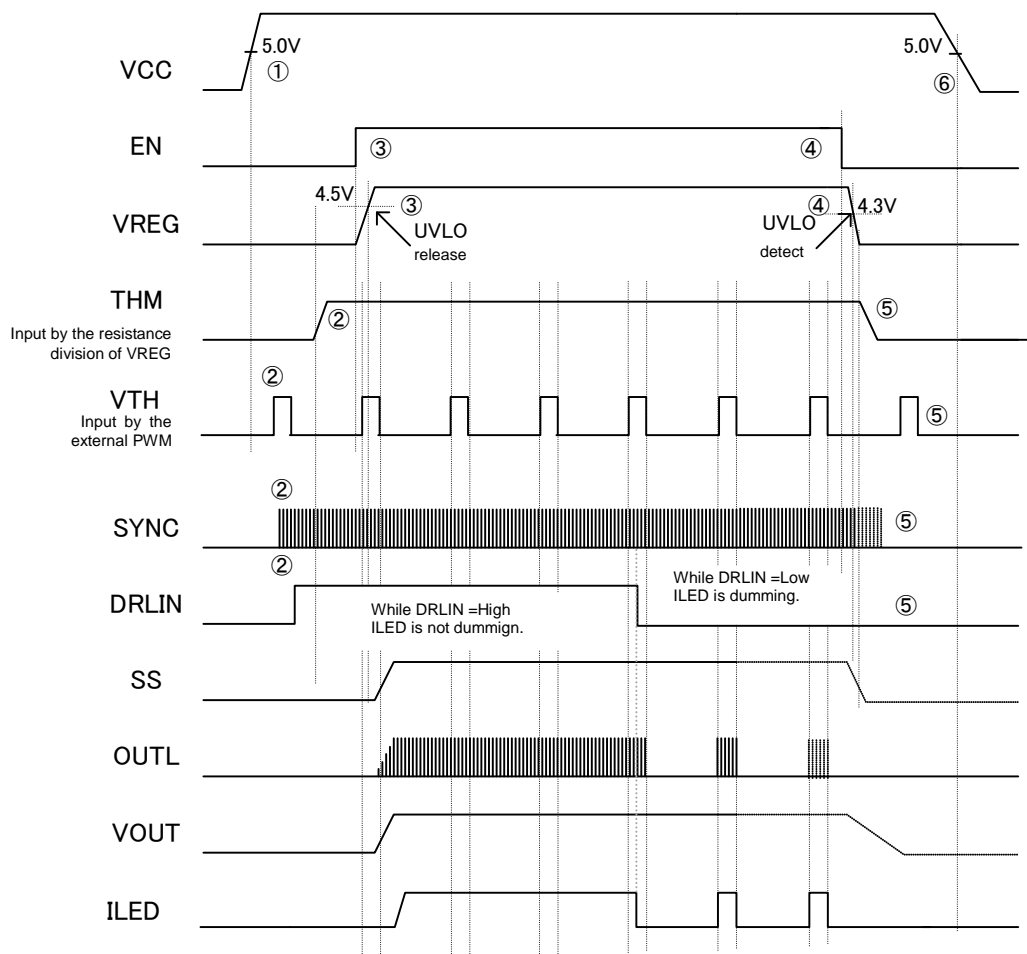 5.0V
5.0V
VCC
①
⑥
EN
③
④
4.5V
③
④
4.3V
VREG
UVLO
release
UVLO
detect
THM
Input by the resistance
division of VREG
②
⑤
②
VTH
Input by the
external PWM
⑤
②
SYNC
⑤
②
DRLIN
While DRLIN =High
ILED is not dummign.
While DRLIN =Low
ILED is dumming.
⑤
SS
OUTL
VOUT
ILED